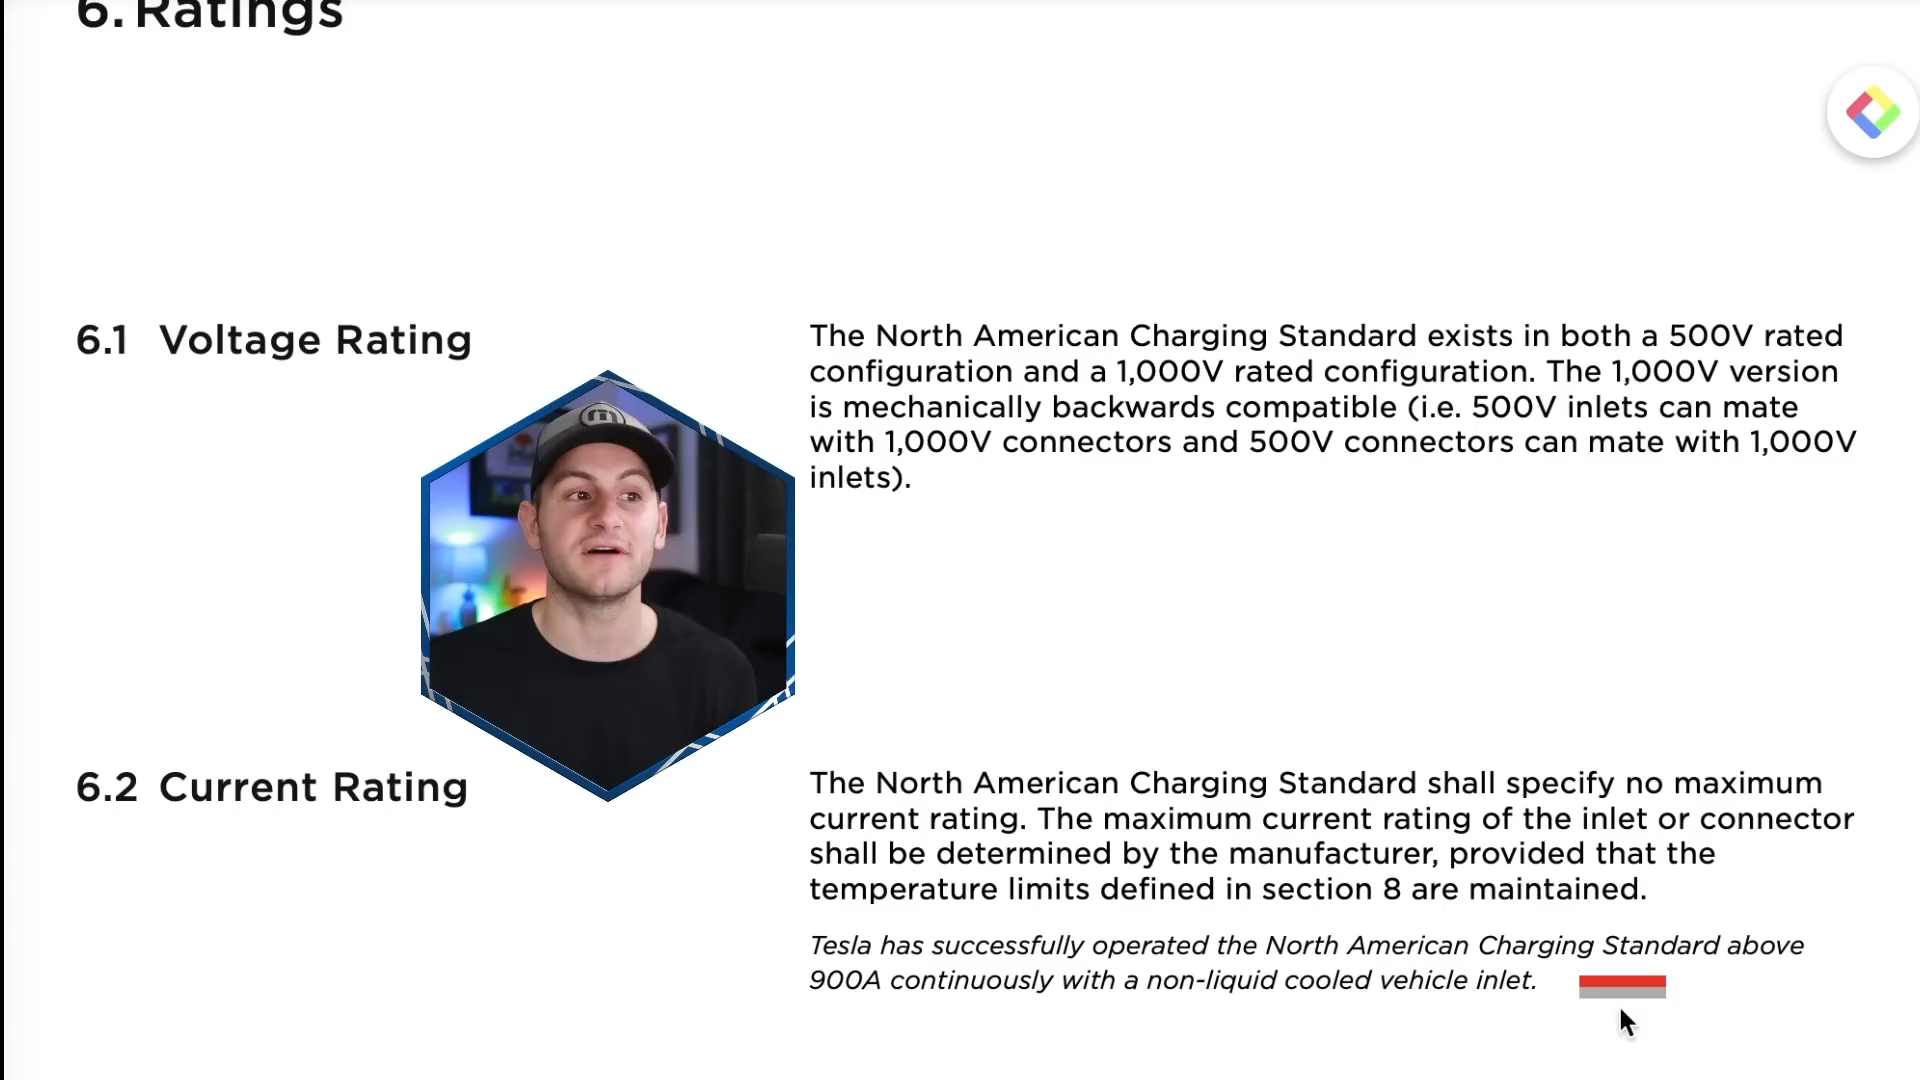 6. Ratings
6.1 Voltage Rating
The North American Charging Standard exists in both a 500V rated
configuration and a 1,000V rated configuration. The 1,000V version
is mechanically backwards compatible (i.e. 500V inlets can mate
with 1,000V connectors and 500V connectors can mate with 1,000V
inlets).
6.2 Current Rating
The North American Charging Standard shall specify no maximum
current rating. The maximum current rating of the inlet or connector
shall be determined by the manufacturer, provided that the
temperature limits defined in section 8 are maintained.
Tesla has successfully operated the North American Charging Standard above
900A continuously with a non-liquid cooled vehicle inlet.